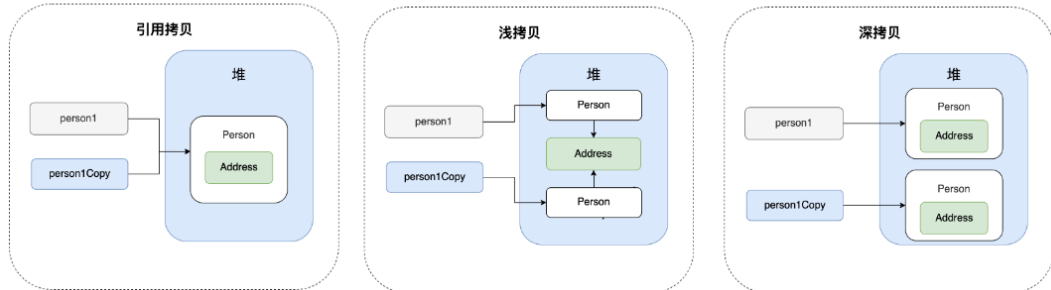 引用拷贝
堆
person1
Person
Address
person1Copy
浅拷贝
堆
person1
Person
Address
person1Copy
Person
深拷贝
堆
person1
Person
Address
person1Copy
Person
Address